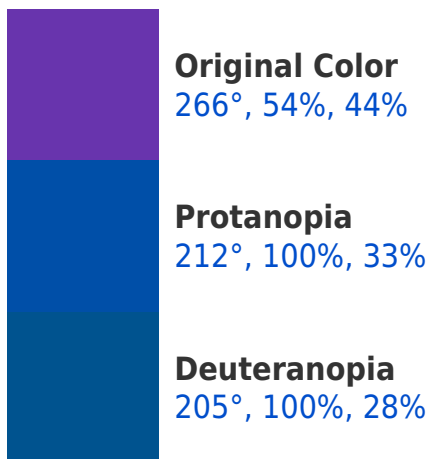 Original Color
266°, 54%, 44%
Protanopia
212°, 100%, 33%
Deuteranopia
205°, 100%, 28%